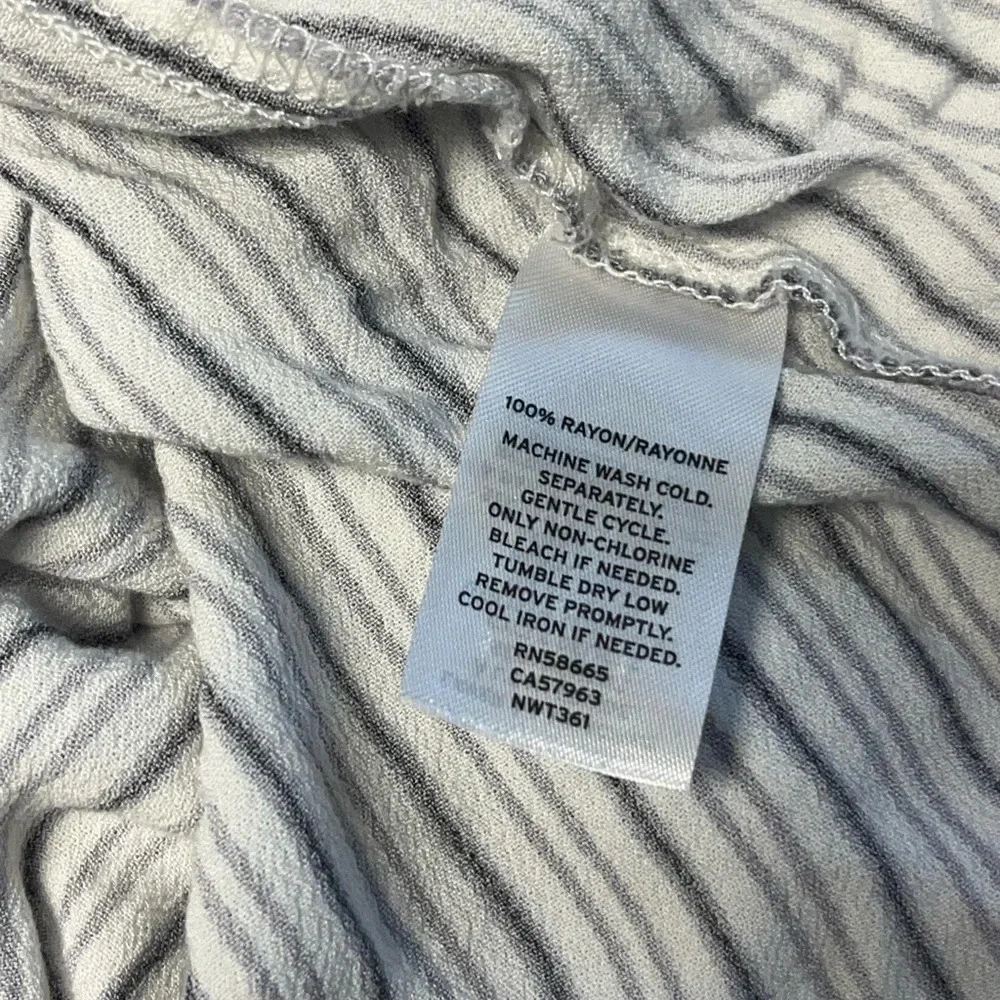 100% RAYON/RAYONNE
MACHINE WASH COLD.
SEPARATELY.
GENTLE CYCLE.
ONLY NON-CHLORINE
BLEACH IF NEEDED.
TUMBLE DRY LOW
REMOVE PROMPTLY.
COOL IRON IF NEEDED.
RN58665
CA57963
NWT361